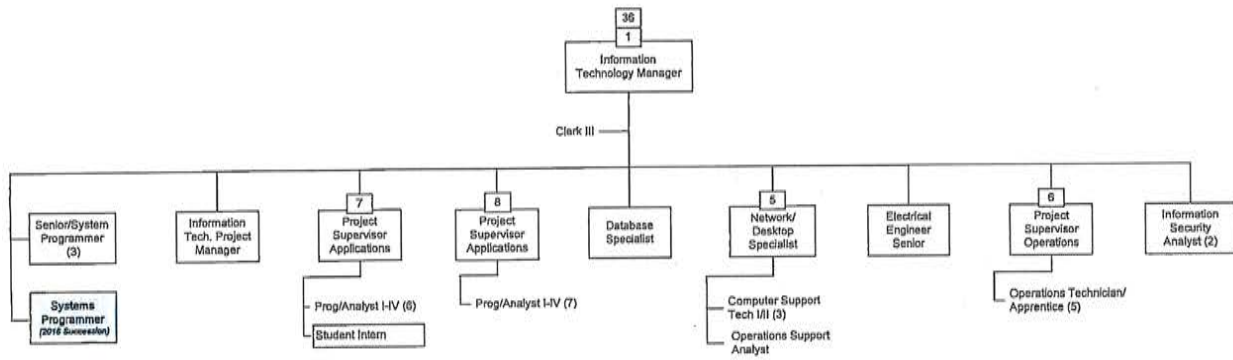 36
1
Information
Technology Manager
Clerk III
Senior/System
Programmer
(3)
Information
Tech. Project
Manager
7
Project
Supervisor
Applications
8
Project
Supervisor
Applications
Database
Specialist
5
Network/
Desktop
Specialist
Electrical
Engineer
Senior
6
Project
Supervisor
Operations
Information
Security
Analyst (2)
Systems
Programmer
(2016 Succession)
Prog/Analyst I-IV (6)
Student Intern
Prog/Analyst I-IV (7)
Computer Support
Tech I/II (3)
Operations Support
Analyst
Operations Technician/
Apprentice (5)